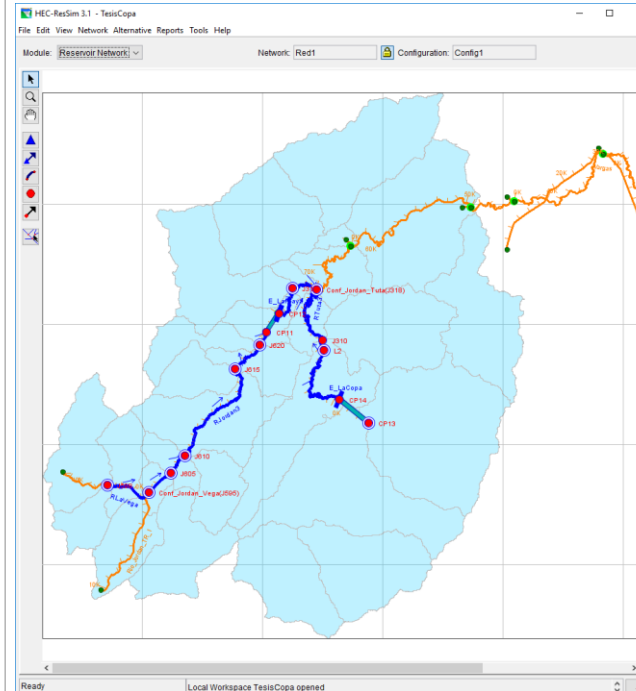 HEC-ResSim 3.1 - TesisCopa
File Edit View Network Alternative Reports Tools Help
Module: Reservoir Network Network: Red1 Configuration: Config1
20K
Conf_Jordan_Tuta(J318)
CP11
J620
J310
L2
J615
E_LaCopa
CP14
RJordan3
CP13
J610
J605
RLaVega
Conf_Jordan_Vega(J595)
Ready Local Workspace TesisCopa opened